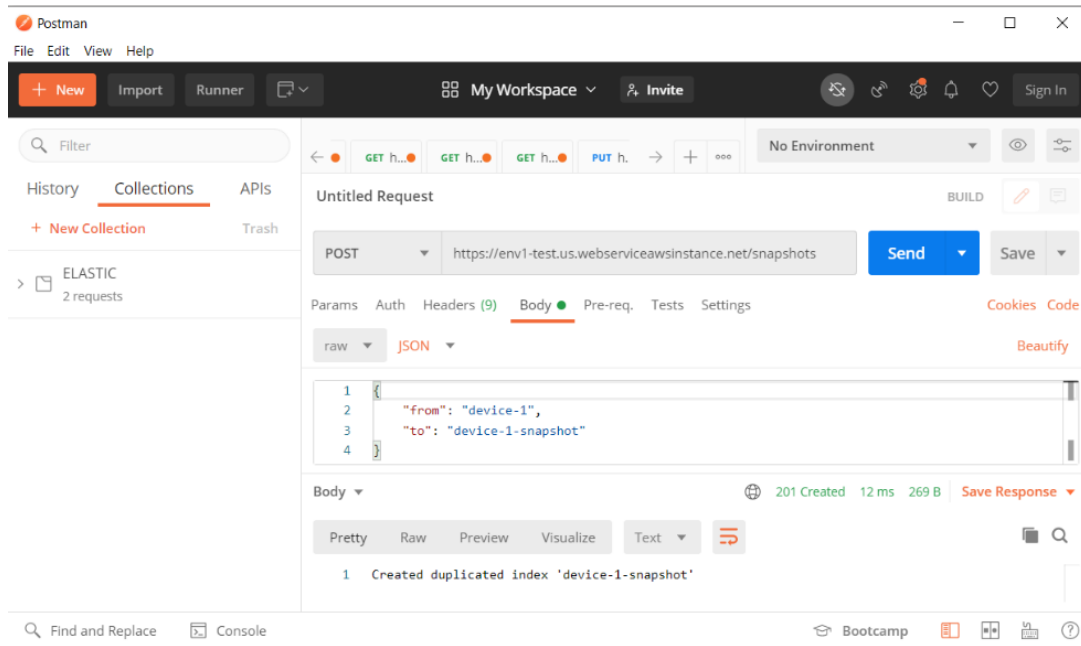 Postman
File Edit View Help
+ New Import Runner My Workspace Invite Sign In
Filter
History Collections APIs
+ New Collection Trash
ELASTIC
2 requests
GET h... GET h... GET h... PUT h. + ooo No Environment
Untitled Request BUILD
POST https://env1-test.us.webserviceawsinstance.net/snapshots Send Save
Params Auth Headers (9) Body Pre-req. Tests Settings Cookies Code
raw JSON Beautify
1 {
2 "from": "device-1",
3 "to": "device-1-snapshot"
4 }
Body 201 Created 12 ms 269 B Save Response
Pretty Raw Preview Visualize Text
1 Created duplicated index 'device-1-snapshot'
Find and Replace Console Bootcamp